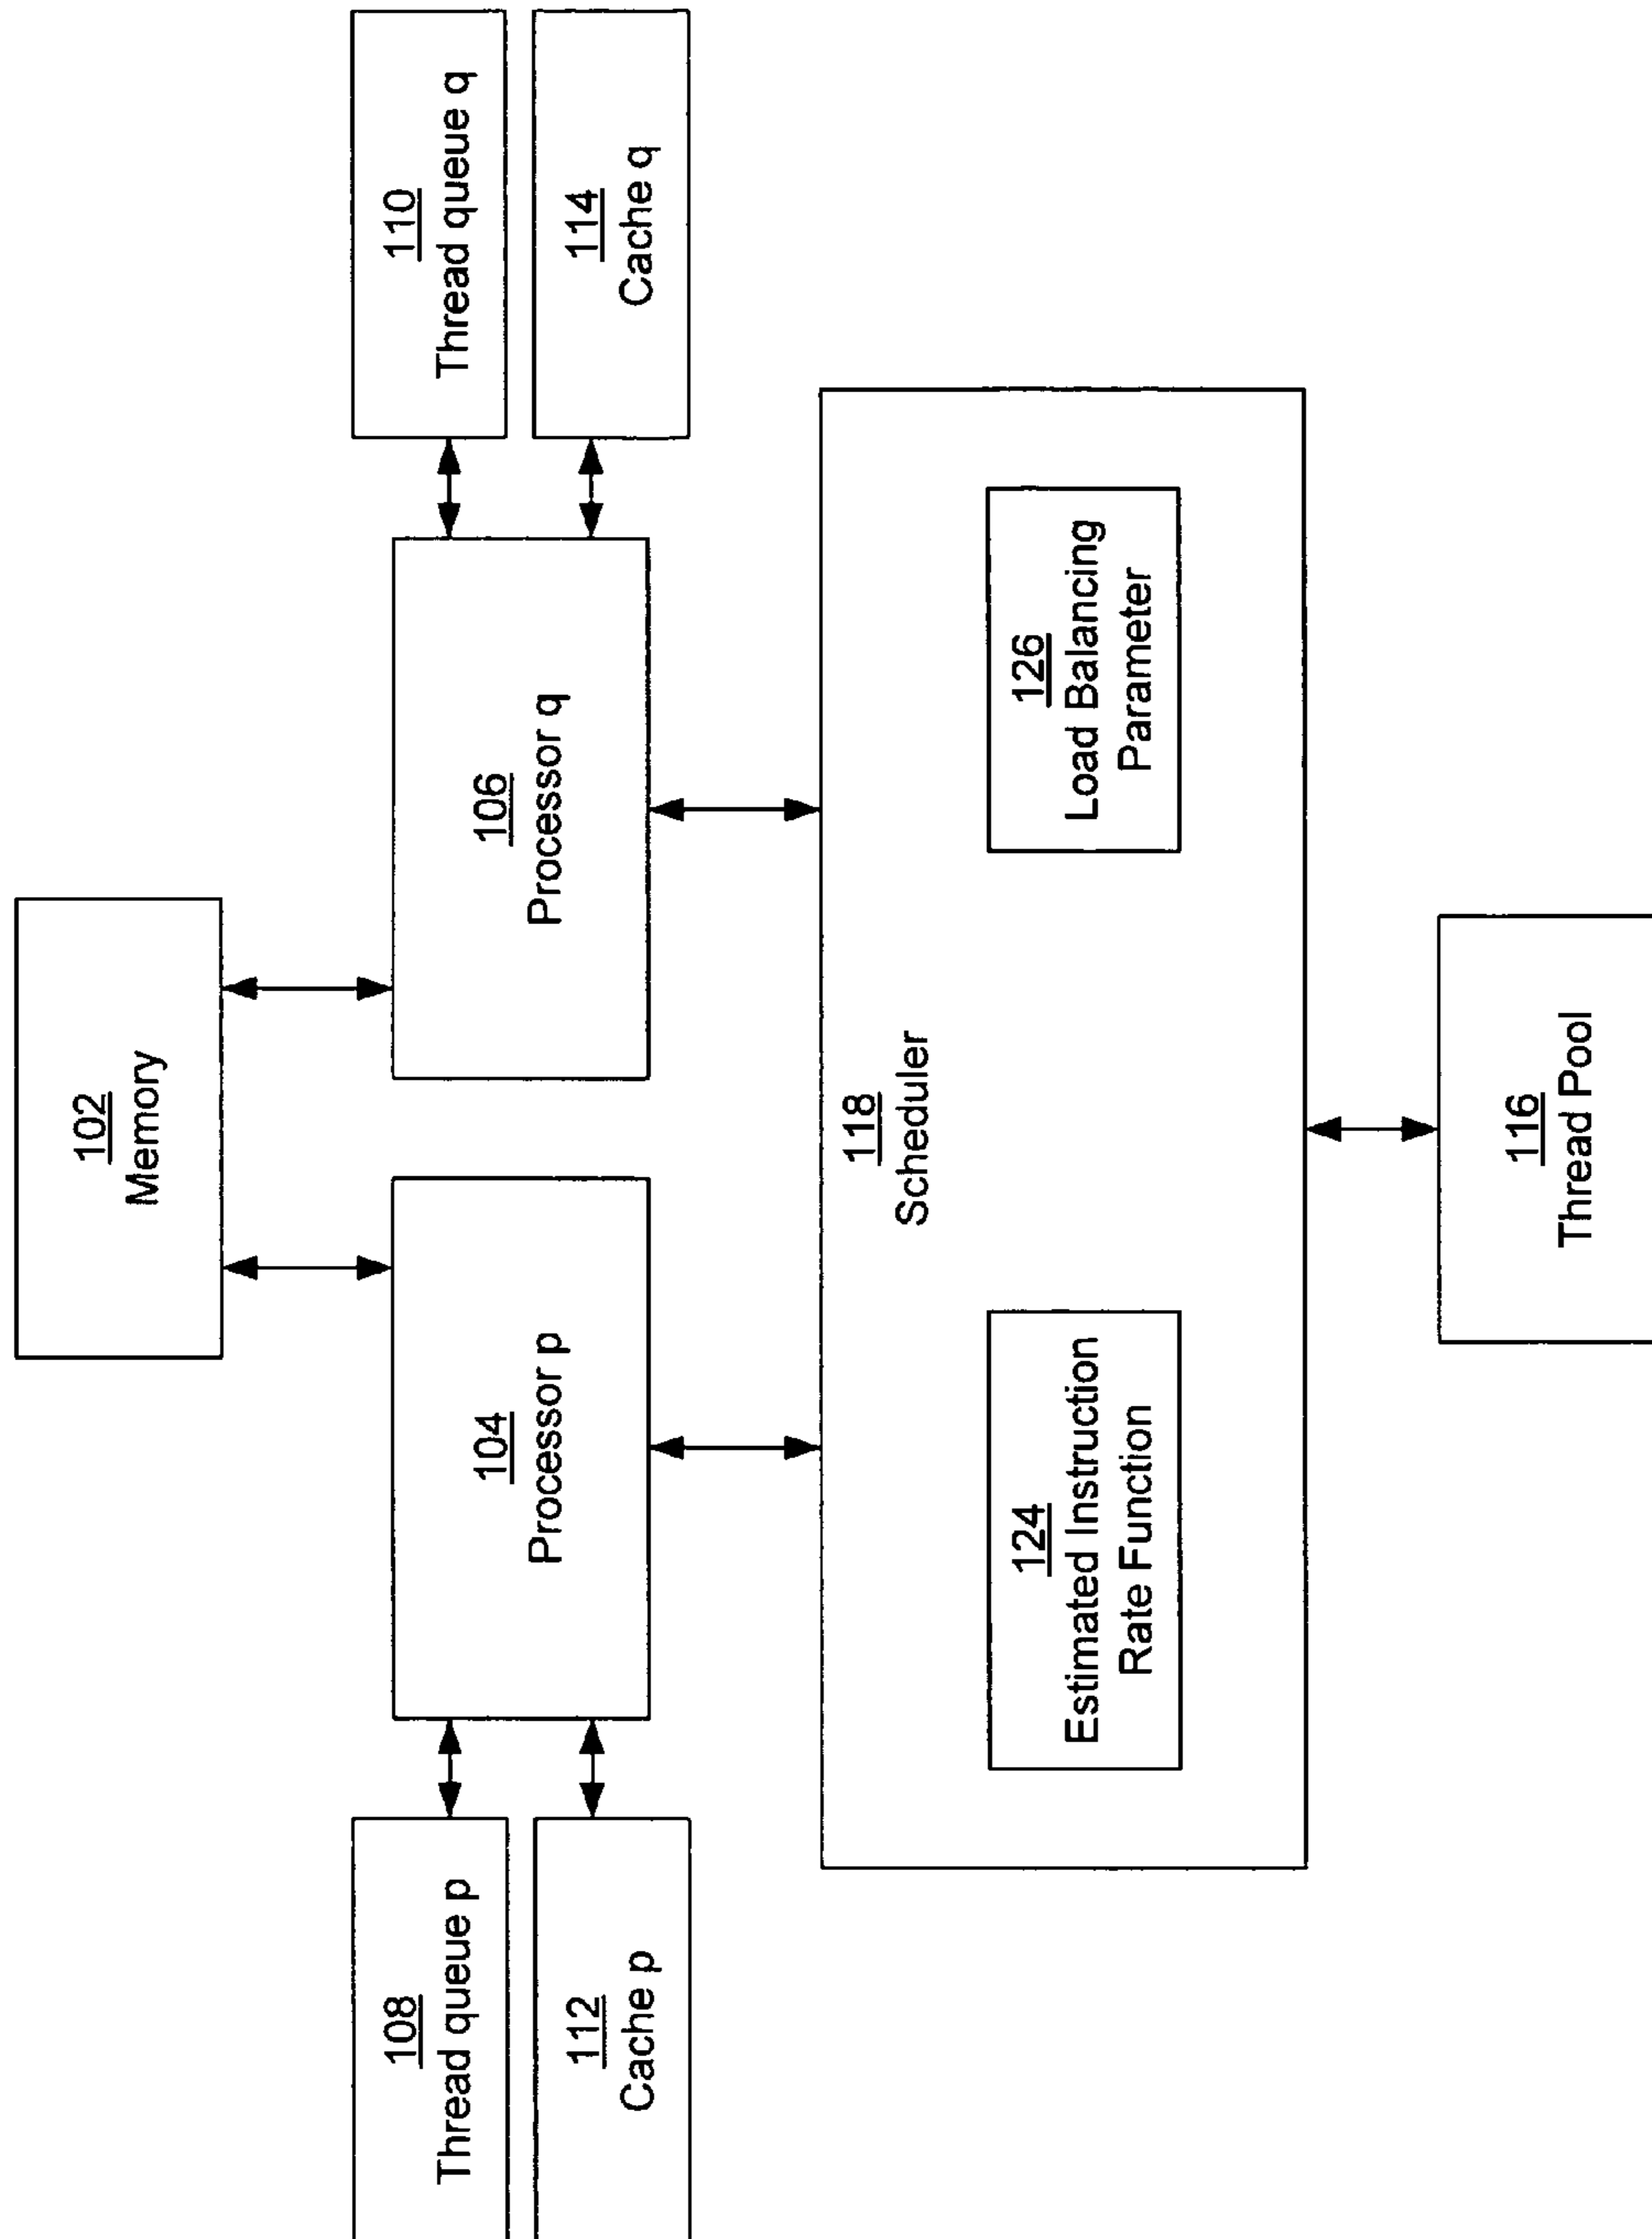 102
Memory
104
Processor p
106
Processor q
108
Thread queue p
112
Cache p
110
Thread queue q
114
Cache q
118
Scheduler
124
Estimated Instruction
Rate Function
126
Load Balancing
Parameter
116
Thread Pool